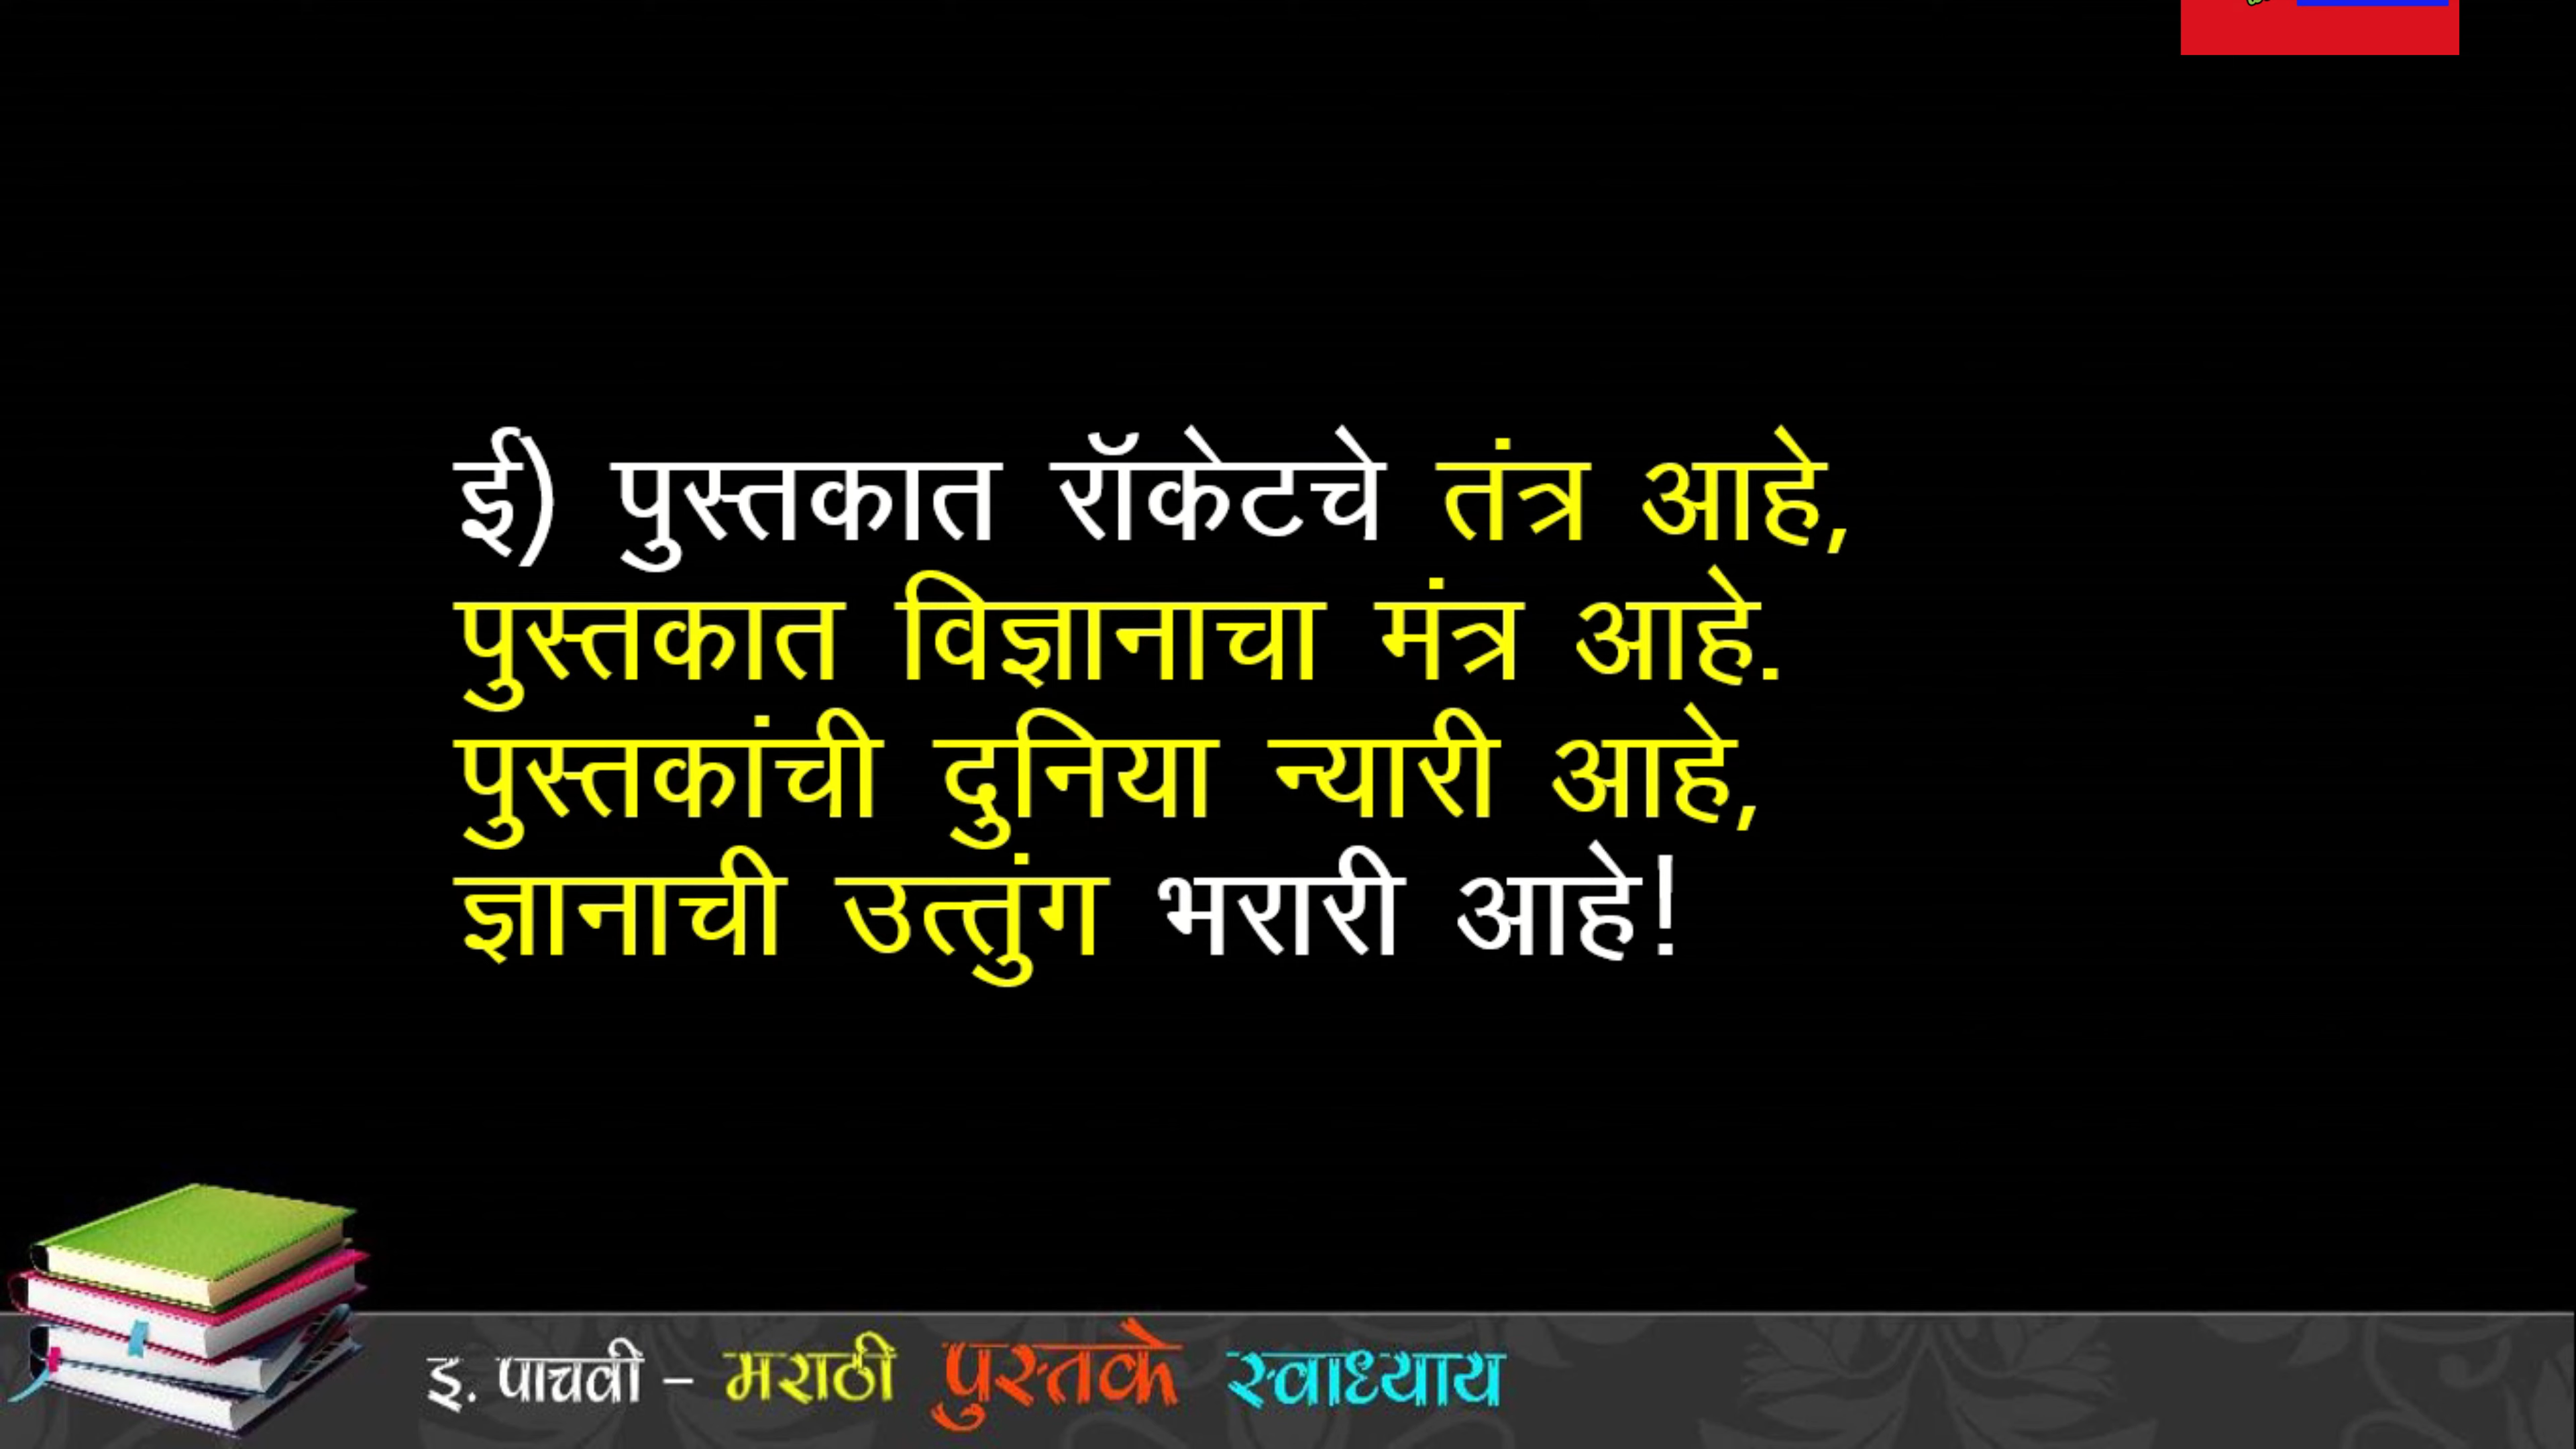 ई) पुस्तकात रॉकेटचे तंत्र आहे,
पुस्तकात विज्ञानाचा मंत्र आहे.
पुस्तकांची दुनिया न्यारी आहे,
ज्ञानाची उत्तुंग भरारी आहे!
इ. पाचवी – मराठी पुस्तके स्वाध्याय